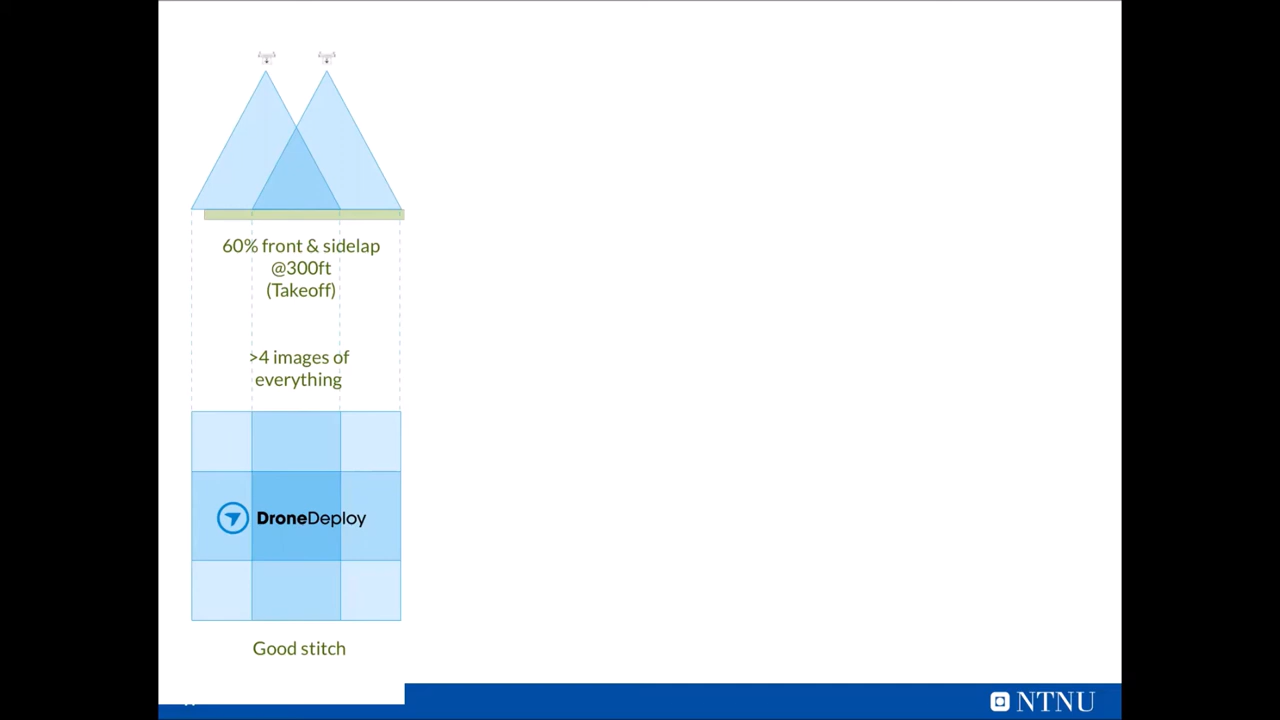 60% front & sidelap
@300ft
(Takeoff)
>4 images of
everything
DroneDeploy
Good stitch
NTNU